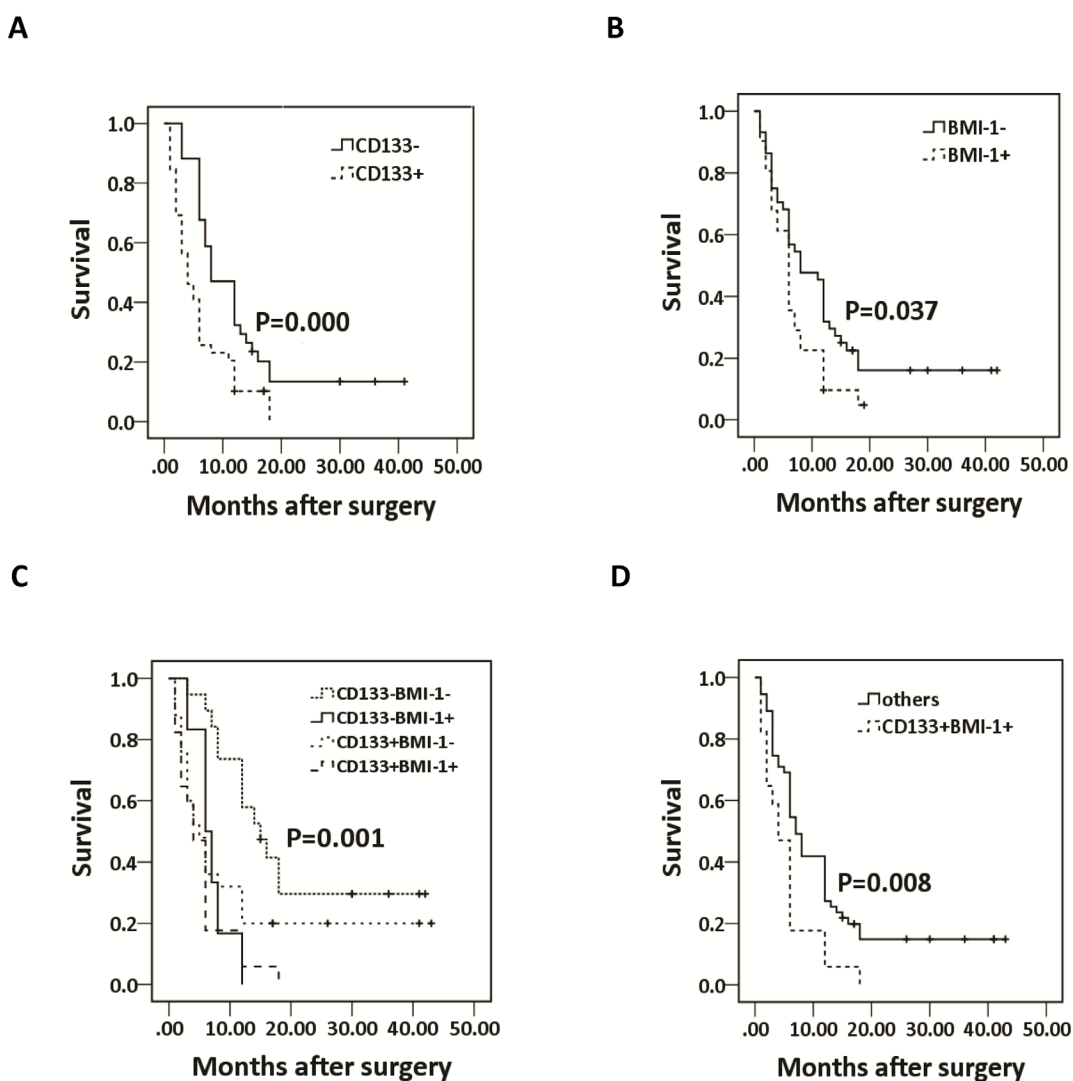 A
1.0
0.8
0.6
0.4
0.2
0.0
Survival
CD133-
CD133+
P=0.000
.00 10.00 20.00 30.00 40.00 50.00
Months after surgery
B
1.0
0.8
0.6
0.4
0.2
0.0
Survival
BMI-1-
BMI-1+
P=0.037
.00 10.00 20.00 30.00 40.00 50.00
Months after surgery
C
1.0
0.8
0.6
0.4
0.2
0.0
Survival
CD133-BMI-1-
CD133-BMI-1+
CD133+BMI-1-
CD133+BMI-1+
P=0.001
.00 10.00 20.00 30.00 40.00 50.00
Months after surgery
D
1.0
0.8
0.6
0.4
0.2
0.0
Survival
others
CD133+BMI-1+
P=0.008
.00 10.00 20.00 30.00 40.00 50.00
Months after surgery